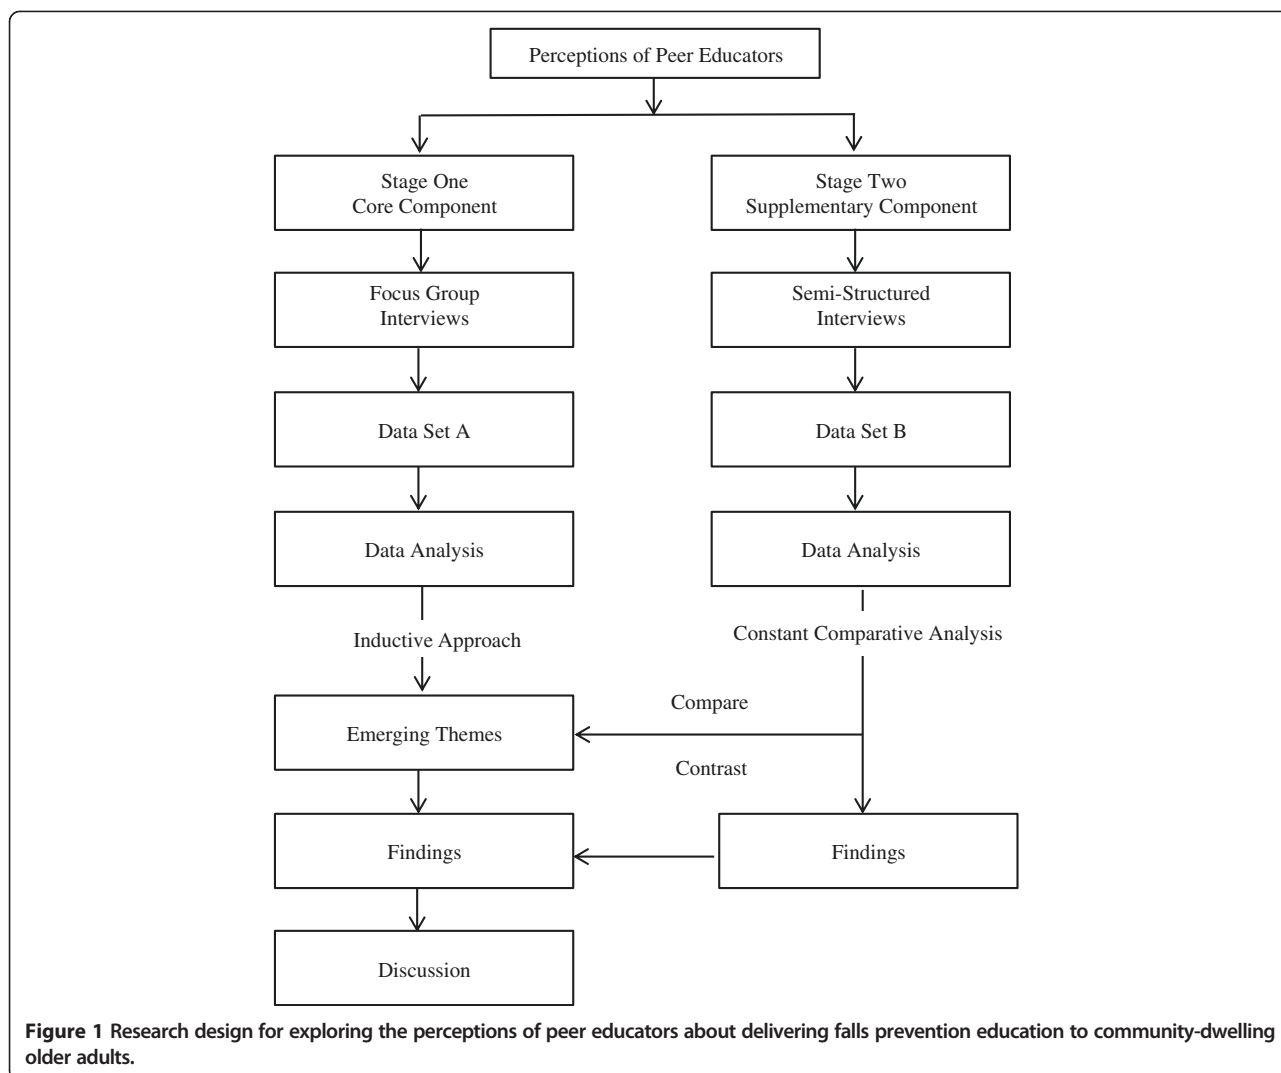 Perceptions of Peer Educators
Stage One
Core Component
Stage Two
Supplementary Component
Focus Group
Interviews
Semi-Structured
Interviews
Data Set A
Data Set B
Data Analysis
Data Analysis
Inductive Approach
Constant Comparative Analysis
Compare
Emerging Themes
Contrast
Findings
Findings
Discussion
Figure 1 Research design for exploring the perceptions of peer educators about delivering falls prevention education to community-dwelling
older adults.